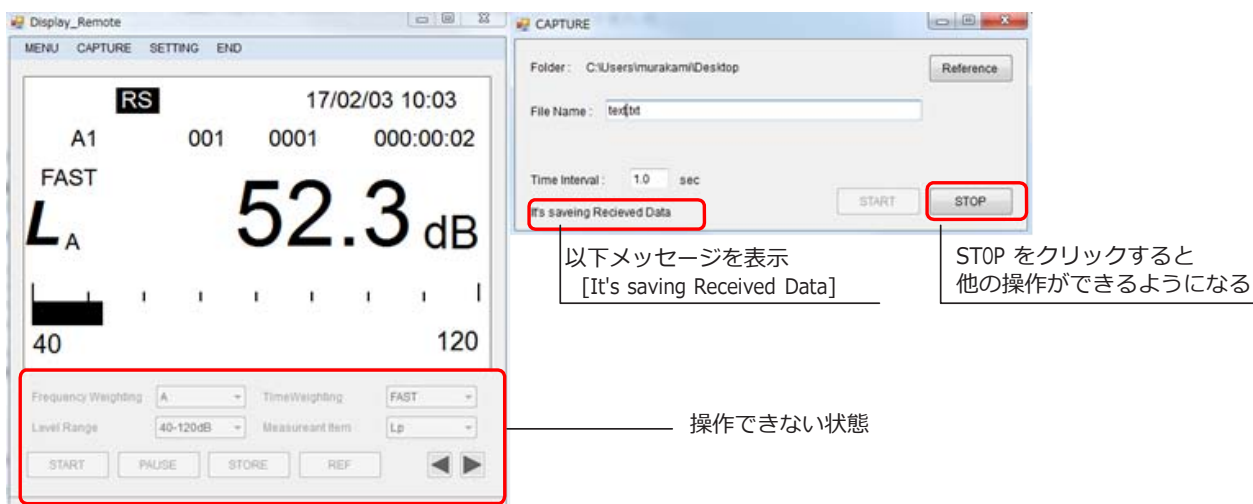 Display_Remote
MENU CAPTURE SETTING END
RS 17/02/03 10:03
A1 001 0001 000:00:02
FAST
LA 52.3 dB
40 120
Frequency Weighting A TimeWeighting FAST
Level Range 40-120dB Measureant Item Lp
START PAUSE STORE REF
CAPTURE
Folder : C:\Users\murakami\Desktop Reference
File Name : text.txt
Time Interval : 1.0 sec
It's saveing Recieved Data START STOP
以下メッセージを表示
[It's saving Received Data]
STOP をクリックすると
他の操作ができるようになる
操作できない状態